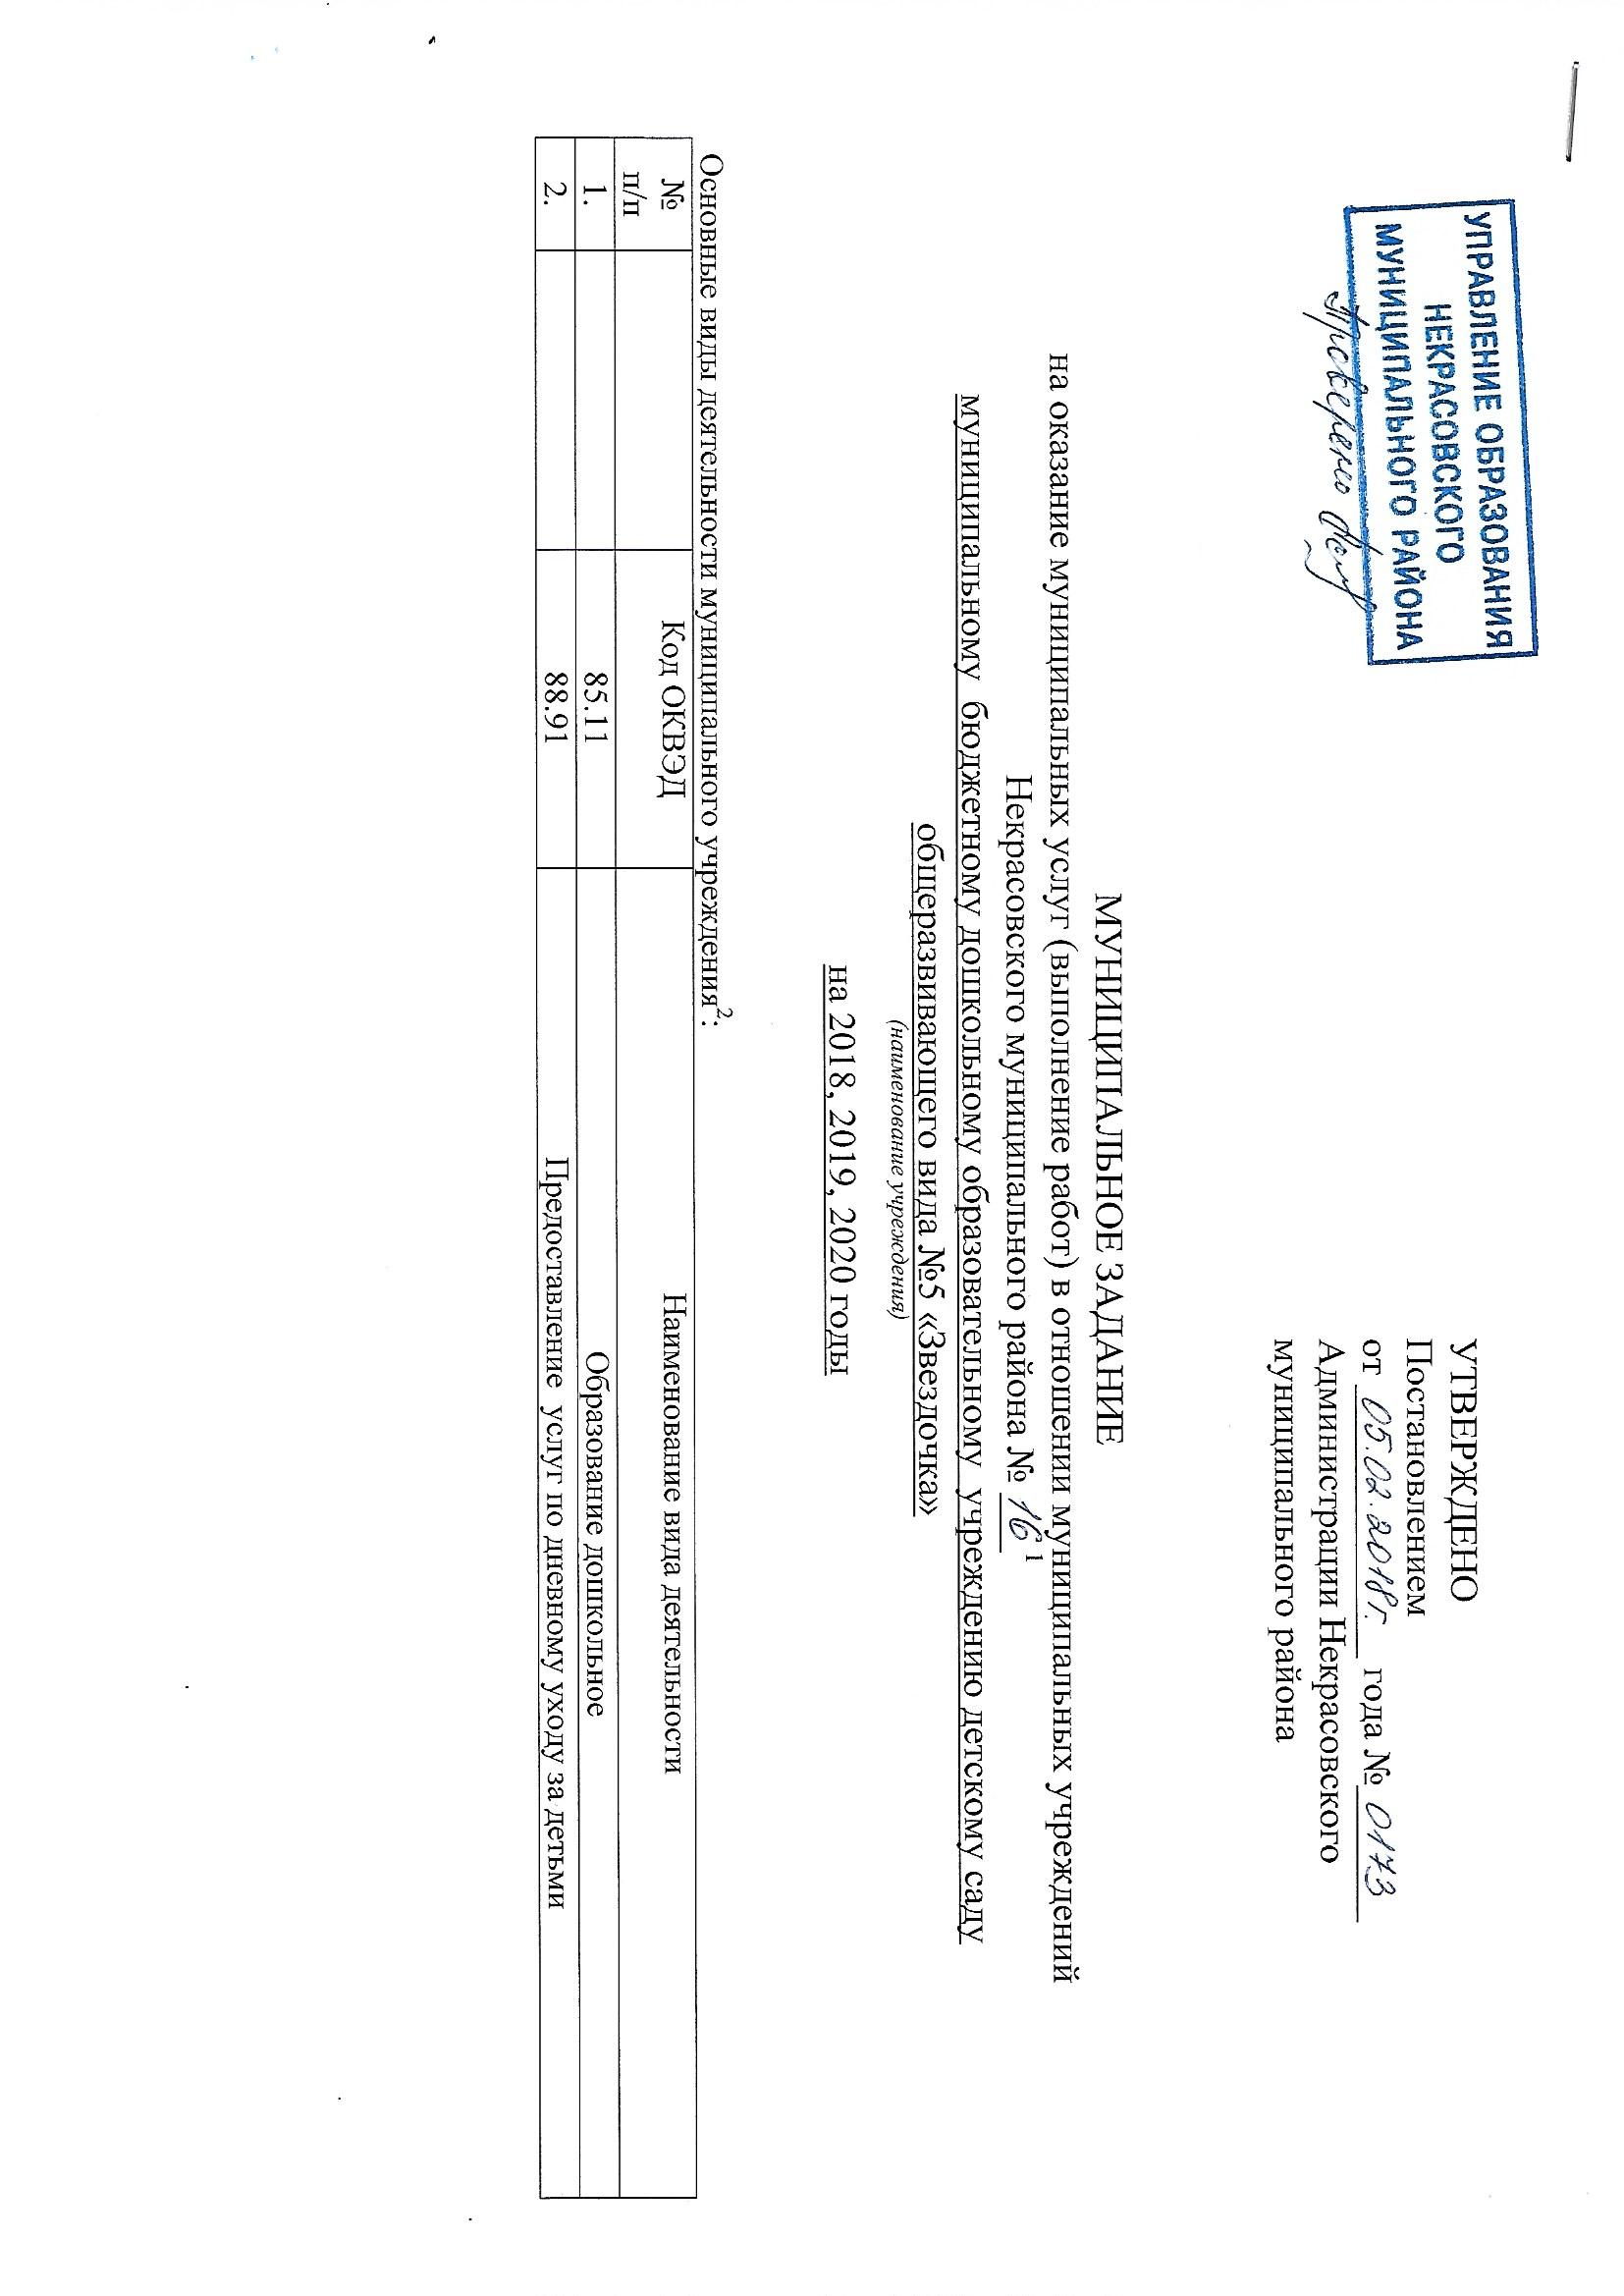 УПРАВЛЕНИЕ ОБРАЗОВАНИЯ
НЕКРАСОВСКОГО
МУНИЦИПАЛЬНОГО РАЙОНА
Проверено
УТВЕРЖДЕНО
Постановлением
от 05.02.2018г. года № 0173
Администрации Некрасовского
муниципального района
МУНИЦИПАЛЬНОЕ ЗАДАНИЕ
на оказание муниципальных услуг (выполнение работ) в отношении муниципальных учреждений
Некрасовского муниципального района № 16 1
муниципальному бюджетному дошкольному образовательному учреждению детскому саду
общеразвивающего вида №5 «Звездочка»
(наименование учреждения)
на 2018, 2019, 2020 годы
Основные виды деятельности муниципального учреждения2:
№ п/п Код ОКВЭД Наименование вида деятельности
1. 85.11 Образование дошкольное
2. 88.91 Предоставление услуг по дневному уходу за детьми